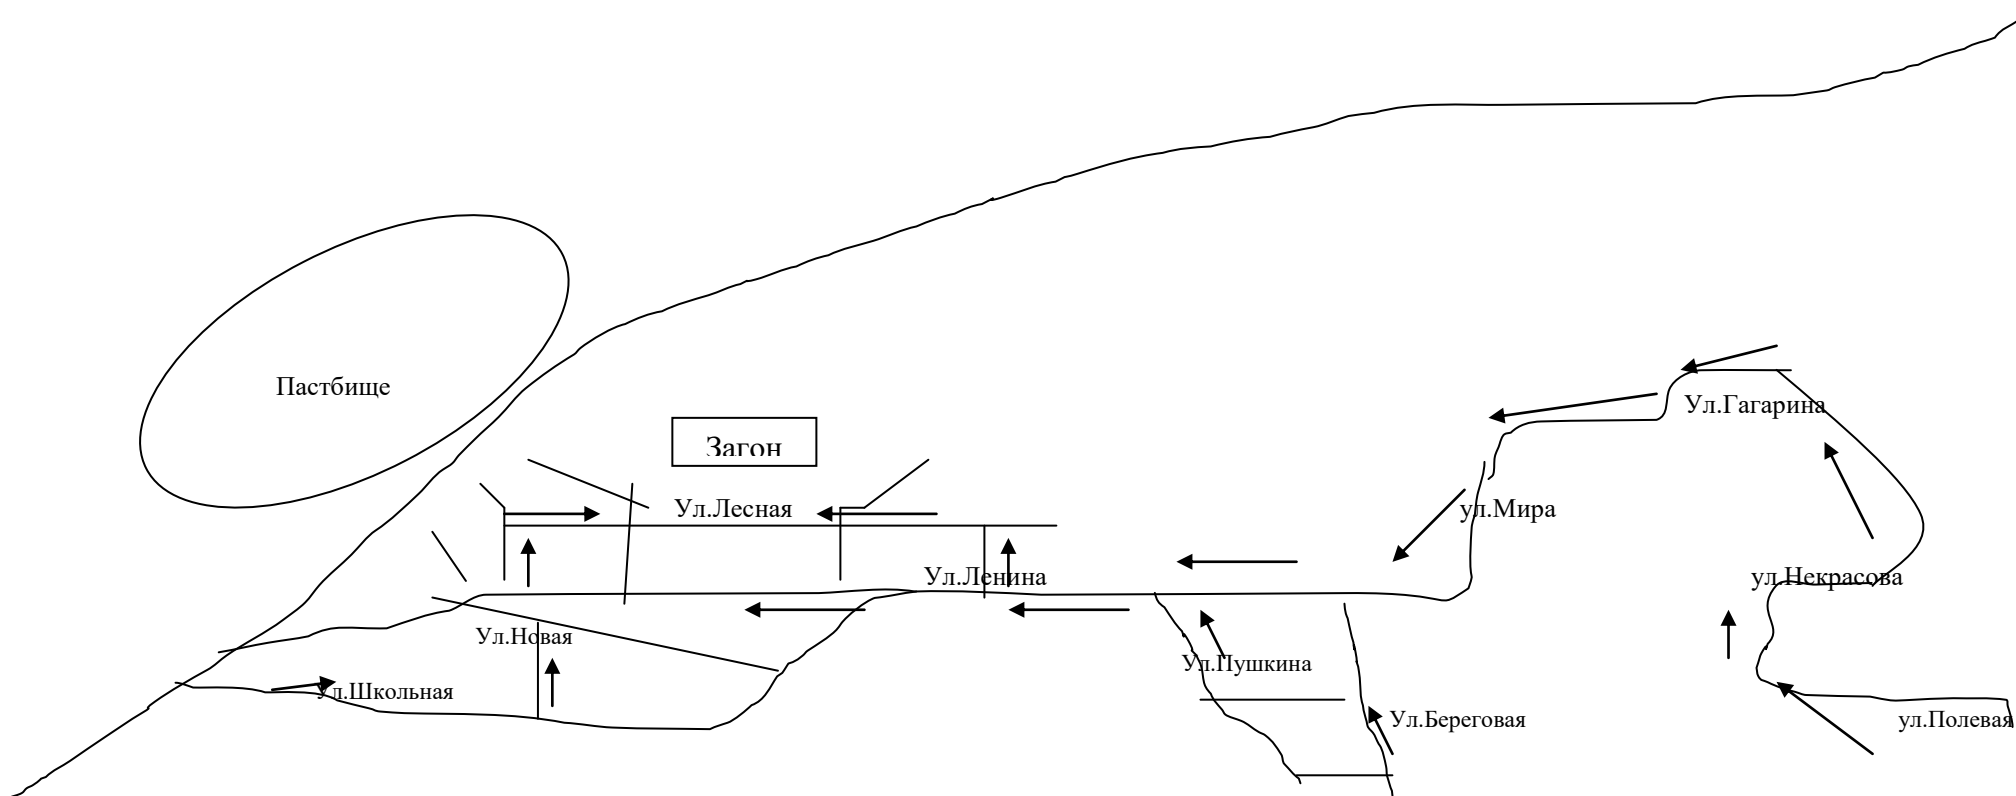 Пастбище
Ул.Гагарина
Загон
Ул.Лесная
ул.Мира
Ул.Ленина
ул.Некрасова
Ул.Новая
Ул.Пушкина
Ул.Школьная
Ул.Береговая
ул.Полевая